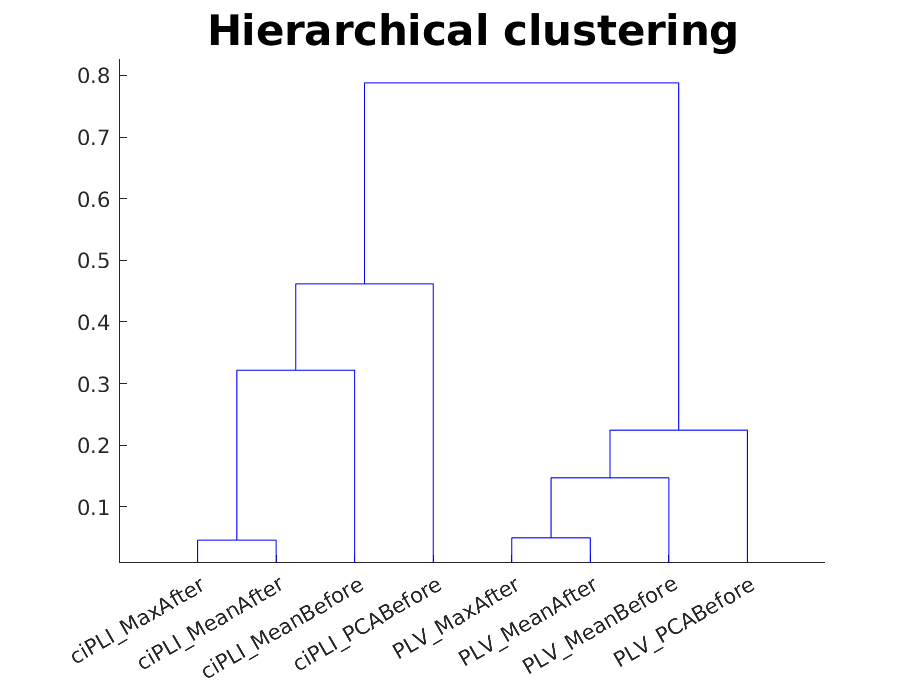 Hierarchical clustering
0.8
0.7
0.6
0.5
0.4
0.3
0.2
0.1
ciPLI_MaxAfter
ciPLI_MeanAfter
ciPLI_MeanBefore
ciPLI_PCABefore
PLV_MaxAfter
PLV_MeanAfter
PLV_MeanBefore
PLV_PCABefore